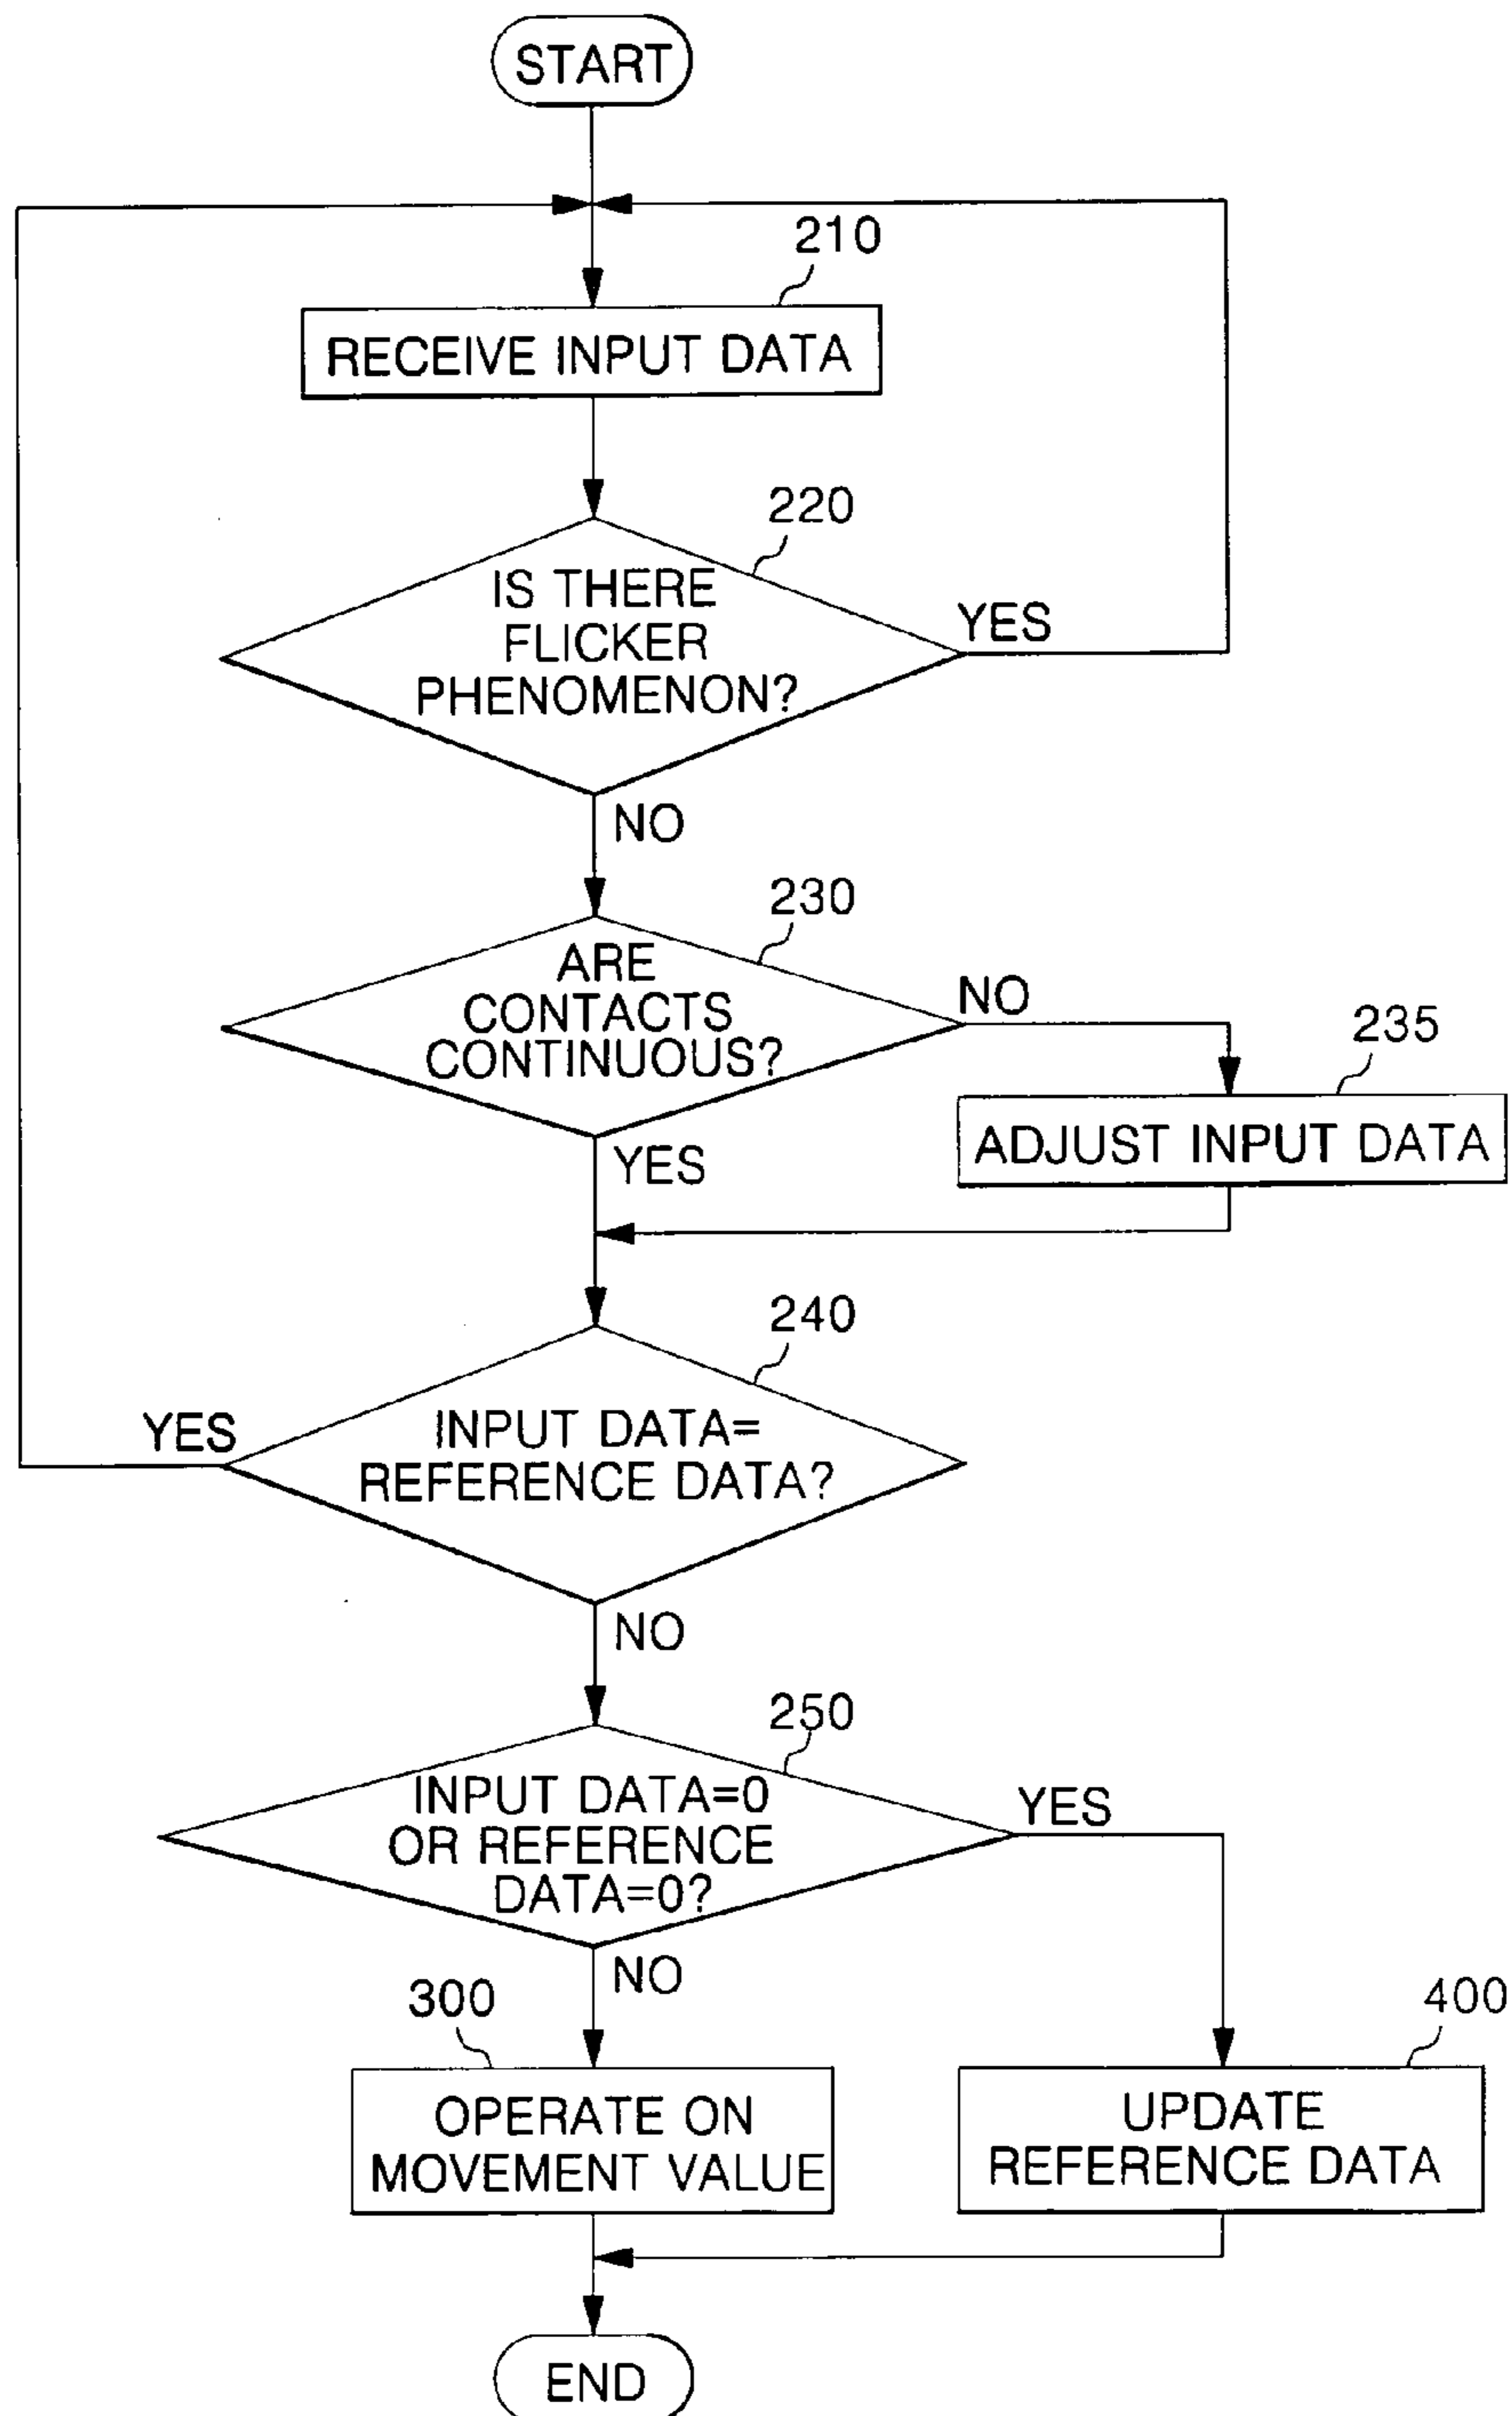 START
210
RECEIVE INPUT DATA
220
IS THERE
FLICKER
PHENOMENON?
YES
NO
230
ARE
CONTACTS
CONTINUOUS?
NO
235
ADJUST INPUT DATA
YES
240
INPUT DATA=
REFERENCE DATA?
YES
NO
250
INPUT DATA=0
OR REFERENCE
DATA=0?
YES
NO
300
OPERATE ON
MOVEMENT VALUE
400
UPDATE
REFERENCE DATA
END